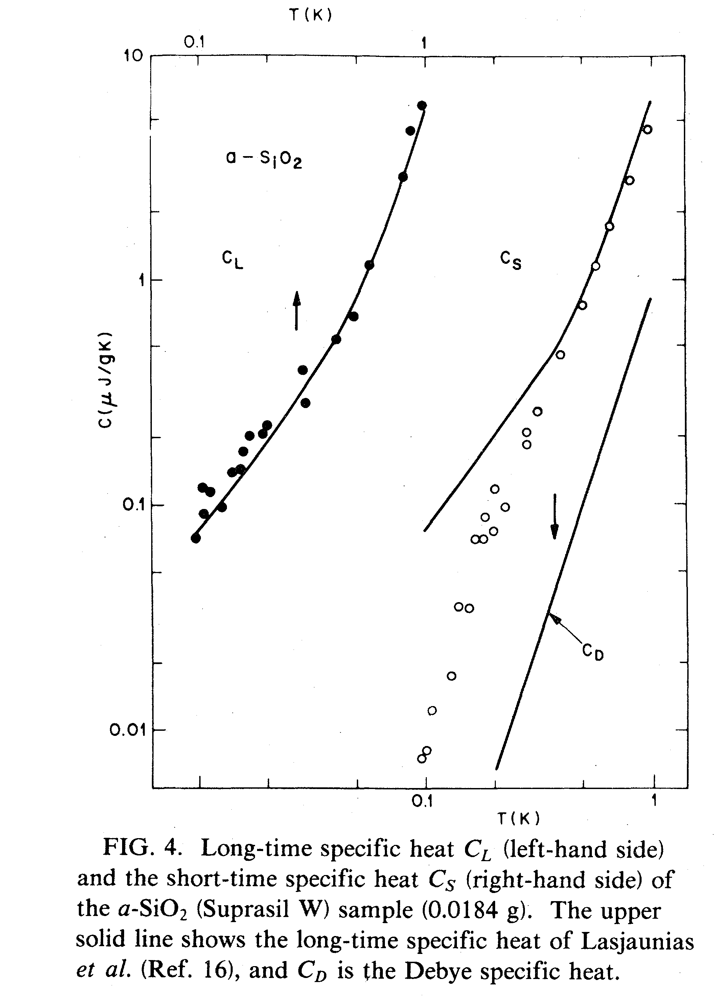 T(K)
0.1 1
10
a-SiO2
CL CS
1
C(μJ/gK)
0.1
CD
0.01
0.1 1
T(K)
FIG. 4. Long-time specific heat CL (left-hand side)
and the short-time specific heat CS (right-hand side) of
the a-SiO2 (Suprasil W) sample (0.0184 g). The upper
solid line shows the long-time specific heat of Lasjaunias
et al. (Ref. 16), and CD is the Debye specific heat.